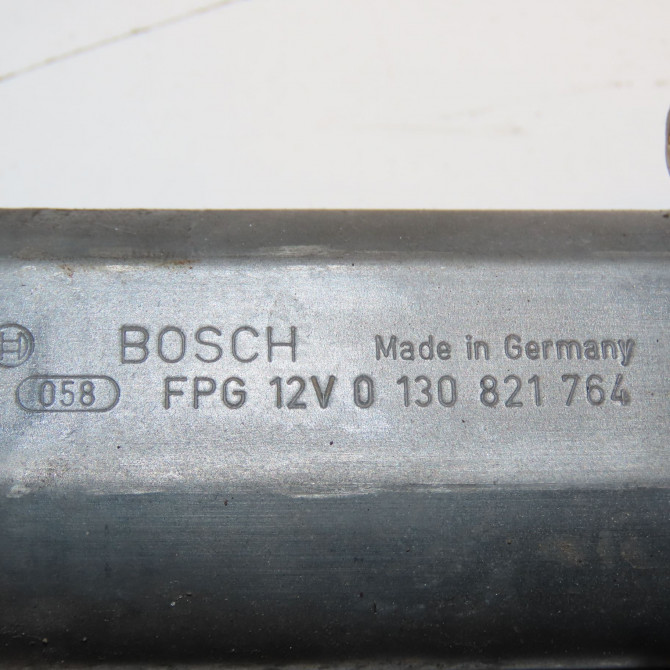 BOSCH Made in Germany
058 FPG 12V 0 130 821 764